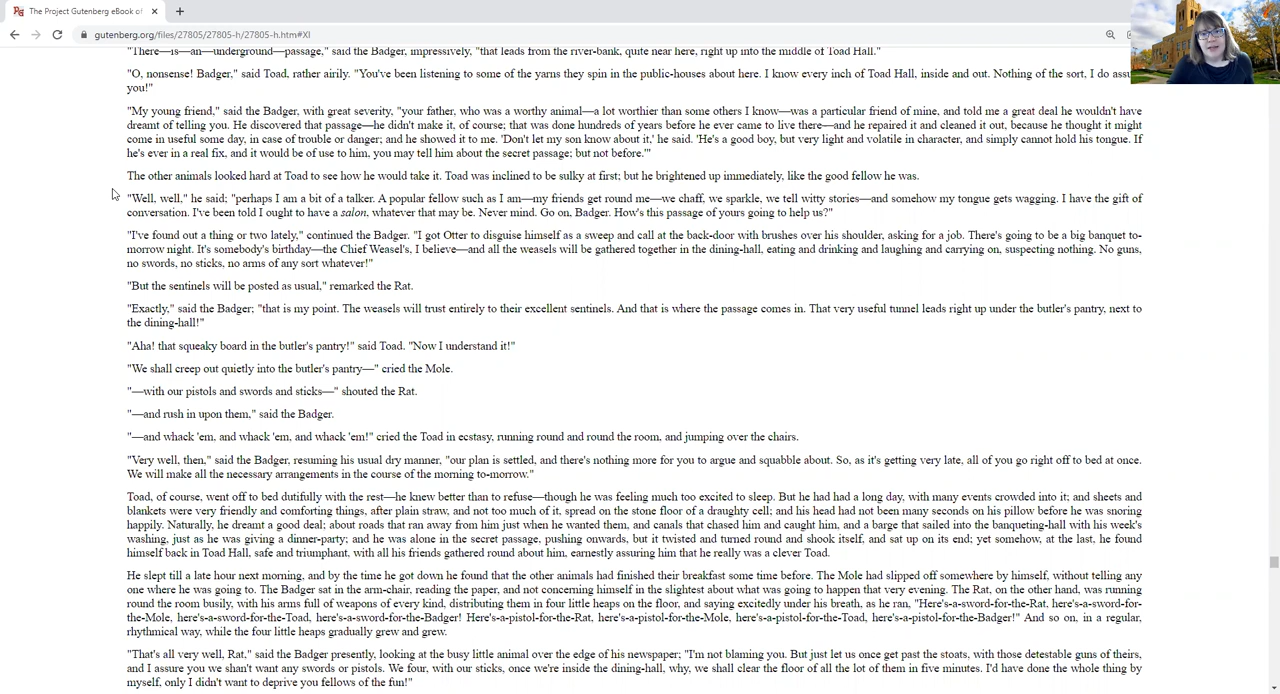 The Project Gutenberg eBook of
gutenberg.org/files/27805/27805-h/27805-h.htm#XI
"There—is—an—underground—passage," said the Badger, impressively, "that leads from the river-bank, quite near here, right up into the middle of Toad Hall."
"O, nonsense! Badger," said Toad, rather airily. "You've been listening to some of the yarns they spin in the public-houses about here. I know every inch of Toad Hall, inside and out. Nothing of the sort, I do assu
you!"
"My young friend," said the Badger, with great severity, "your father, who was a worthy animal—a lot worthier than some others I know—was a particular friend of mine, and told me a great deal he wouldn't have
dreamt of telling you. He discovered that passage—he didn't make it, of course; that was done hundreds of years before he ever came to live there—and he repaired it and cleaned it out, because he thought it might
come in useful some day, in case of trouble or danger; and he showed it to me. 'Don't let my son know about it,' he said. 'He's a good boy, but very light and volatile in character, and simply cannot hold his tongue. If
he's ever in a real fix, and it would be of use to him, you may tell him about the secret passage; but not before.'"
The other animals looked hard at Toad to see how he would take it. Toad was inclined to be sulky at first; but he brightened up immediately, like the good fellow he was.
"Well, well," he said; "perhaps I am a bit of a talker. A popular fellow such as I am—my friends get round me—we chaff, we sparkle, we tell witty stories—and somehow my tongue gets wagging. I have the gift of
conversation. I've been told I ought to have a salon, whatever that may be. Never mind. Go on, Badger. How's this passage of yours going to help us?"
"I've found out a thing or two lately," continued the Badger. "I got Otter to disguise himself as a sweep and call at the back-door with brushes over his shoulder, asking for a job. There's going to be a big banquet to-
morrow night. It's somebody's birthday—the Chief Weasel's, I believe—and all the weasels will be gathered together in the dining-hall, eating and drinking and laughing and carrying on, suspecting nothing. No guns,
no swords, no sticks, no arms of any sort whatever!"
"But the sentinels will be posted as usual," remarked the Rat.
"Exactly," said the Badger; "that is my point. The weasels will trust entirely to their excellent sentinels. And that is where the passage comes in. That very useful tunnel leads right up under the butler's pantry, next to
the dining-hall!"
"Aha! that squeaky board in the butler's pantry!" said Toad. "Now I understand it!"
"We shall creep out quietly into the butler's pantry—" cried the Mole.
"—with our pistols and swords and sticks—" shouted the Rat.
"—and rush in upon them," said the Badger.
"—and whack 'em, and whack 'em, and whack 'em!" cried the Toad in ecstasy, running round and round the room, and jumping over the chairs.
"Very well, then," said the Badger, resuming his usual dry manner, "our plan is settled, and there's nothing more for you to argue and squabble about. So, as it's getting very late, all of you go right off to bed at once.
We will make all the necessary arrangements in the course of the morning to-morrow."
Toad, of course, went off to bed dutifully with the rest—he knew better than to refuse—though he was feeling much too excited to sleep. But he had had a long day, with many events crowded into it; and sheets and
blankets were very friendly and comforting things, after plain straw, and not too much of it, spread on the stone floor of a draughty cell; and his head had not been many seconds on his pillow before he was snoring
happily. Naturally, he dreamt a good deal; about roads that ran away from him just when he wanted them, and canals that chased him and caught him, and a barge that sailed into the banqueting-hall with his week's
washing, just as he was giving a dinner-party; and he was alone in the secret passage, pushing onwards, but it twisted and turned round and shook itself, and sat up on its end; yet somehow, at the last, he found
himself back in Toad Hall, safe and triumphant, with all his friends gathered round about him, earnestly assuring him that he really was a clever Toad.
He slept till a late hour next morning, and by the time he got down he found that the other animals had finished their breakfast some time before. The Mole had slipped off somewhere by himself, without telling any
one where he was going to. The Badger sat in the arm-chair, reading the paper, and not concerning himself in the slightest about what was going to happen that very evening. The Rat, on the other hand, was running
round the room busily, with his arms full of weapons of every kind, distributing them in four little heaps on the floor, and saying excitedly under his breath, as he ran, "Here's-a-sword-for-the-Rat, here's-a-sword-for-
the-Mole, here's-a-sword-for-the-Toad, here's-a-sword-for-the-Badger! Here's-a-pistol-for-the-Rat, here's-a-pistol-for-the-Mole, here's-a-pistol-for-the-Toad, here's-a-pistol-for-the-Badger!" And so on, in a regular,
rhythmical way, while the four little heaps gradually grew and grew.
"That's all very well, Rat," said the Badger presently, looking at the busy little animal over the edge of his newspaper; "I'm not blaming you. But just let us once get past the stoats, with those detestable guns of theirs,
and I assure you we shan't want any swords or pistols. We four, with our sticks, once we're inside the dining-hall, why, we shall clear the floor of all the lot of them in five minutes. I'd have done the whole thing by
myself, only I didn't want to deprive you fellows of the fun!"